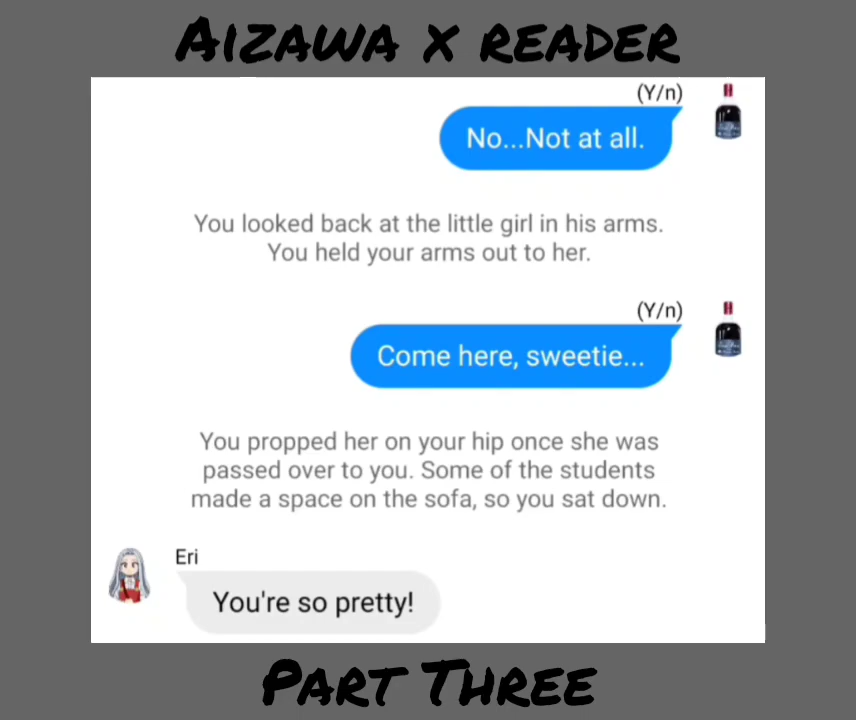 AIZAWA X READER
(Y/n)
No...Not at all.
You looked back at the little girl in his arms.
You held your arms out to her.
(Y/n)
Come here, sweetie...
You propped her on your hip once she was
passed over to you. Some of the students
made a space on the sofa, so you sat down.
Eri
You're so pretty!
PART THREE